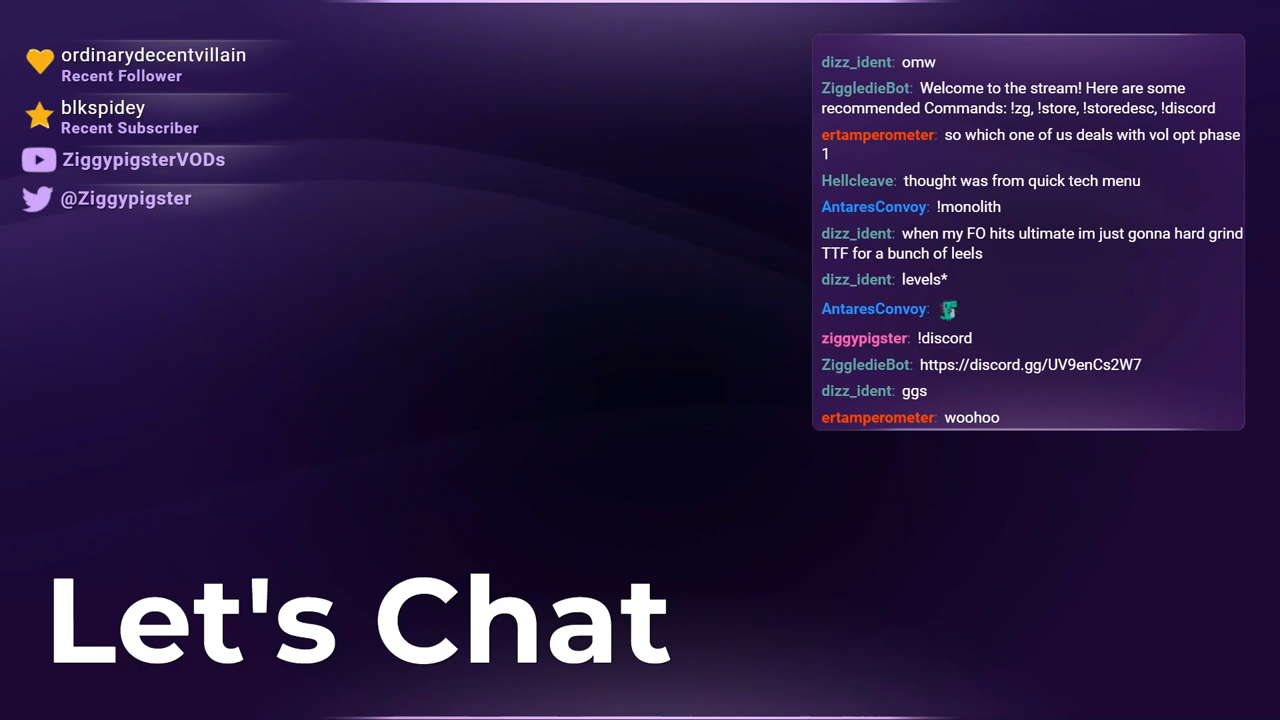 ordinarydecentvillain
Recent Follower
blkspidey
Recent Subscriber
ZiggypigsterVODs
@Ziggypigster
dizz_ident: omw
ZiggledieBot: Welcome to the stream! Here are some
recommended Commands: !zg, !store, !storedesc, !discord
ertamperometer: so which one of us deals with vol opt phase
1
Hellcleave: thought was from quick tech menu
AntaresConvoy: !monolith
dizz_ident: when my FO hits ultimate im just gonna hard grind
TTF for a bunch of leels
dizz_ident: levels*
AntaresConvoy:
ziggypigster: !discord
ZiggledieBot: https://discord.gg/UV9enCs2W7
dizz_ident: ggs
ertamperometer: woohoo
Let's Chat